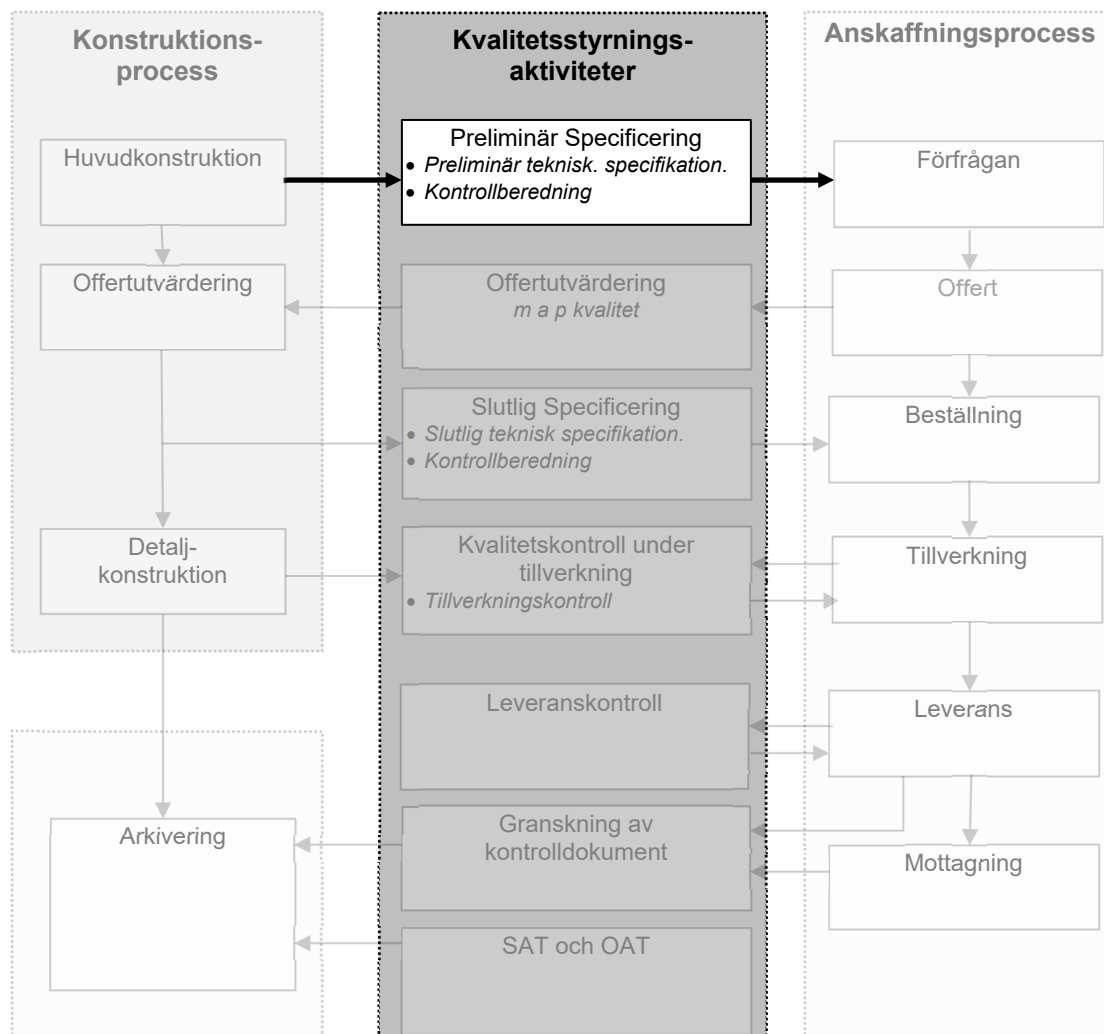 Konstruktions-
process
Kvalitetsstyrnings-
aktiviteter
Anskaffningsprocess
Huvudkonstruktion
Preliminär Specificering
• Preliminär teknisk. specifikation.
• Kontrollberedning
Förfrågan
Offertutvärdering
Offertutvärdering
m a p kvalitet
Offert
Slutlig Specificering
• Slutlig teknisk specifikation.
• Kontrollberedning
Beställning
Detalj-
konstruktion
Kvalitetskontroll under
tillverkning
• Tillverkningskontroll
Tillverkning
Leveranskontroll
Leverans
Arkivering
Granskning av
kontrolldokument
Mottagning
SAT och OAT